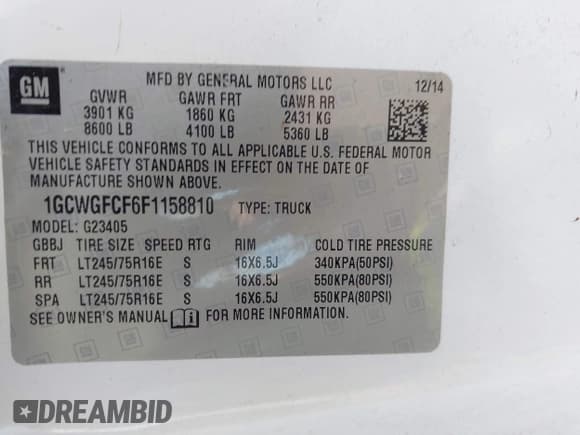 GM
MFD BY GENERAL MOTORS LLC 12/14
GVWR GAWR FRT GAWR RR
3901 KG 1860 KG 2431 KG
8600 LB 4100 LB 5360 LB
THIS VEHICLE CONFORMS TO ALL APPLICABLE U.S. FEDERAL MOTOR
VEHICLE SAFETY STANDARDS IN EFFECT ON THE DATE OF
MANUFACTURE SHOWN ABOVE.
1GCWGFCF6F1158810 TYPE: TRUCK
MODEL: G23405
GBBJ TIRE SIZE SPEED RTG RIM COLD TIRE PRESSURE
FRT LT245/75R16E S 16X6.5J 340KPA(50PSI)
RR LT245/75R16E S 16X6.5J 550KPA(80PSI)
SPA LT245/75R16E S 16X6.5J 550KPA(80PSI)
SEE OWNER'S MANUAL FOR MORE INFORMATION.
DREAMBID